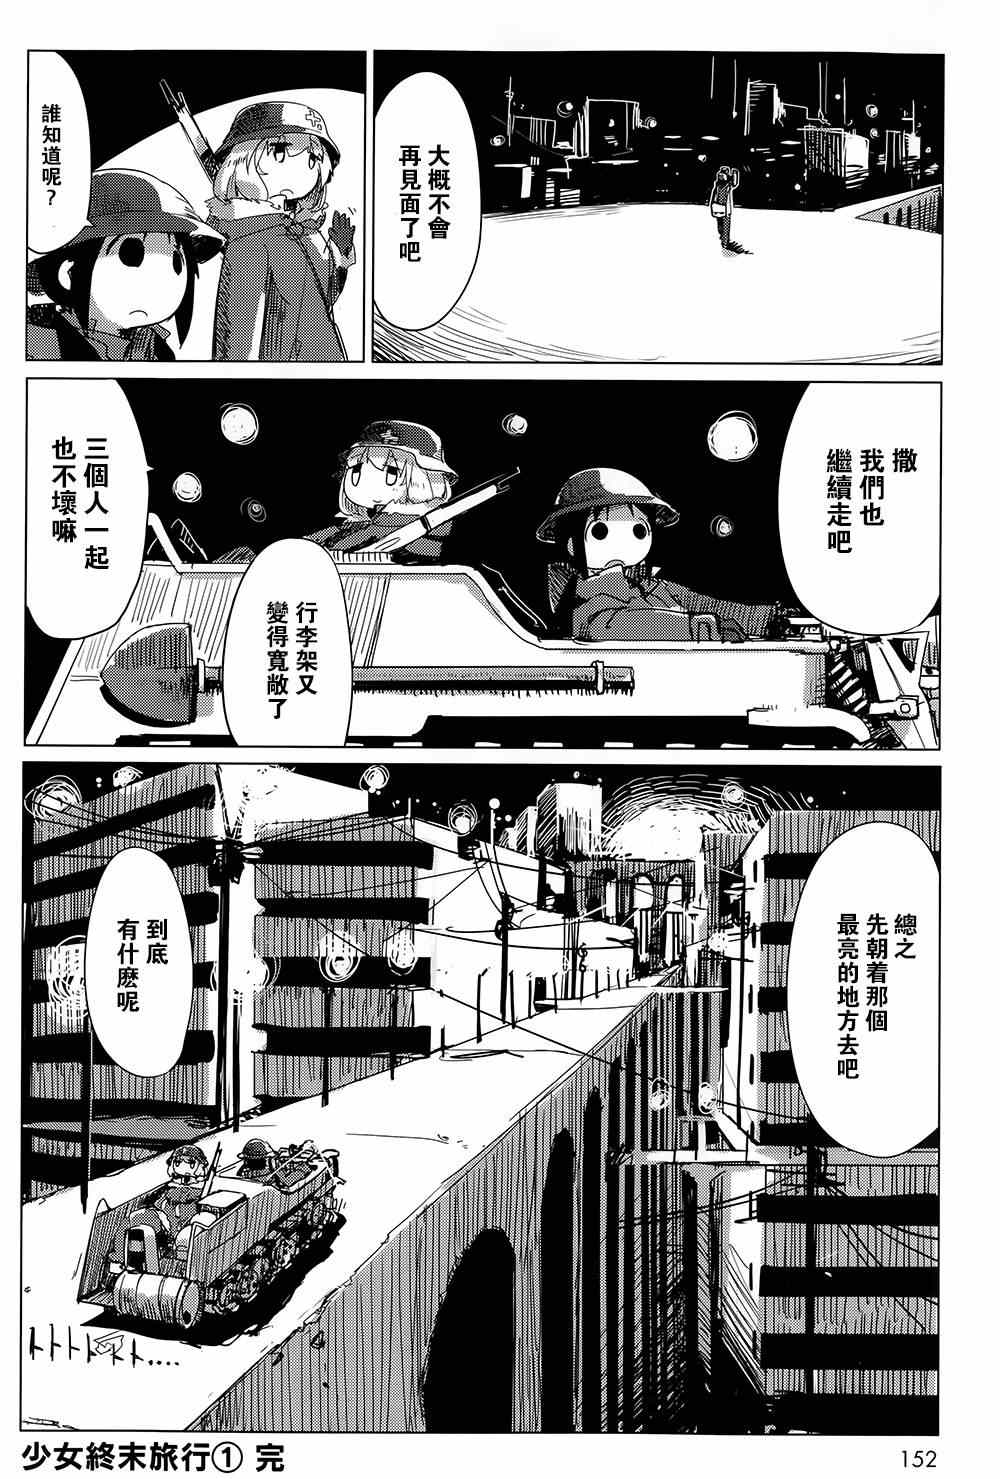 大概不會
再見面了吧
誰知道呢？
撒
我們也
繼續走吧
行李架又
變得寬敞了
三個人一起
也不壞嘛
總之
先朝着那個
最亮的地方去吧
到底
有什麽呢
トトトトトト....
少女終末旅行① 完
152